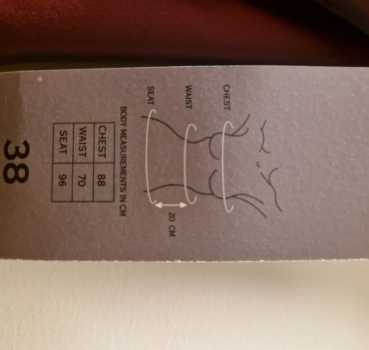 CHEST
WAIST
SEAT
20 CM
BODY MEASUREMENTS IN CM
CHEST 88
WAIST 70
SEAT 96
38